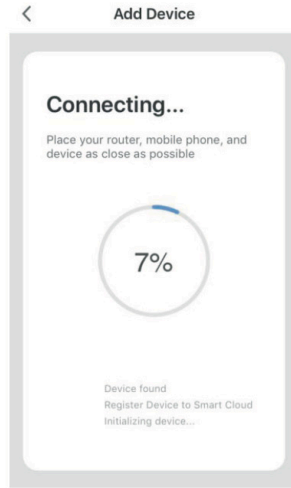 Add Device
Connecting...
Place your router, mobile phone, and
device as close as possible
7%
Device found
Register Device to Smart Cloud
Initializing device...